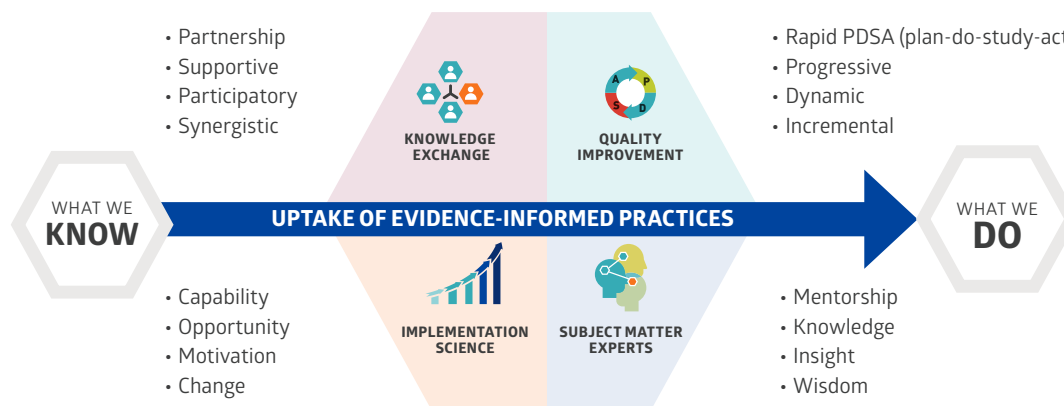 • Partnership
• Supportive
• Participatory
• Synergistic
KNOWLEDGE
EXCHANGE
A
P
S
D
QUALITY
IMPROVEMENT
• Rapid PDSA (plan-do-study-act
• Progressive
• Dynamic
• Incremental
WHAT WE
KNOW
UPTAKE OF EVIDENCE-INFORMED PRACTICES
WHAT WE
DO
• Capability
• Opportunity
• Motivation
• Change
IMPLEMENTATION
SCIENCE
SUBJECT MATTER
EXPERTS
• Mentorship
• Knowledge
• Insight
• Wisdom